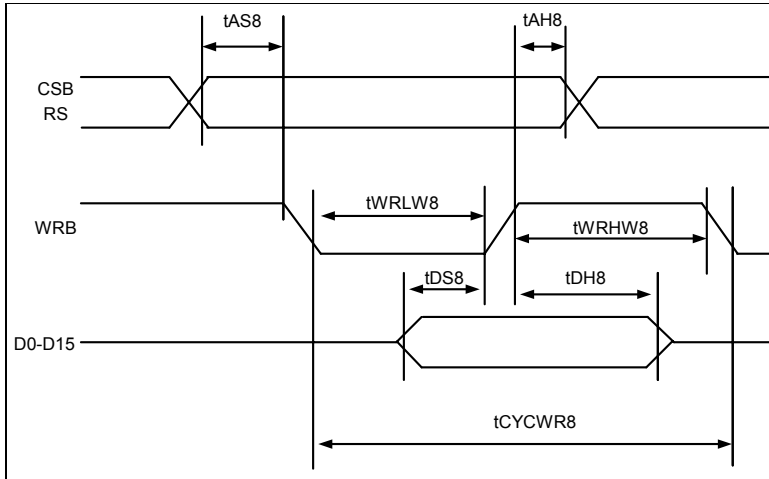 tAS8
tAH8
CSB
RS
tWRLW8
WRB
tWRHW8
tDS8
tDH8
D0-D15
tCYCWR8